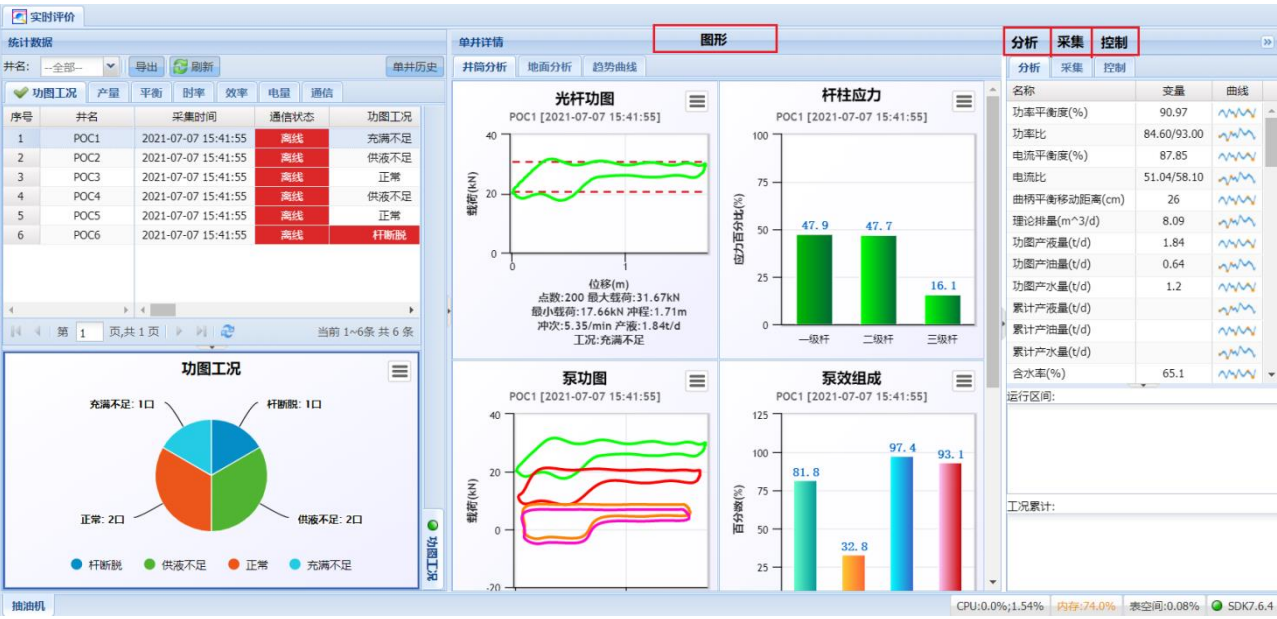 实时评价
统计数据
井名: --全部-- 导出 刷新 单井历史
功图工况 产量 平衡 时率 效率 电量 通信
序号 井名 采集时间 通信状态 功图工况
1 POC1 2021-07-07 15:41:55 离线 充满不足
2 POC2 2021-07-07 15:41:55 离线 供液不足
3 POC3 2021-07-07 15:41:55 离线 正常
4 POC4 2021-07-07 15:41:55 离线 供液不足
5 POC5 2021-07-07 15:41:55 离线 正常
6 POC6 2021-07-07 15:41:55 离线 杆断脱
第 1 页,共 1 页 当前 1~6条 共 6 条
功图工况
充满不足: 1口 杆断脱: 1口
正常: 2口 供液不足: 2口
杆断脱 供液不足 正常 充满不足
功图工况
单井详情 图形
井筒分析 地面分析 趋势曲线
光杆功图
POC1 [2021-07-07 15:41:55]
40
20
0
载荷(kN)
0 1
位移(m)
点数:200 最大载荷:31.67kN
最小载荷:17.66kN 冲程:1.71m
冲次:5.35/min 产液:1.84t/d
工况:充满不足
杆柱应力
POC1 [2021-07-07 15:41:55]
100
75
50
25
0
应力百分比(%)
47.9 47.7 16.1
一级杆 二级杆 三级杆
泵功图
POC1 [2021-07-07 15:41:55]
40
20
0
-20
载荷(kN)
泵效组成
POC1 [2021-07-07 15:41:55]
125
100
75
50
25
百分数(%)
81.8 32.8 97.4 93.1
分析 采集 控制
分析 采集 控制
名称 变量 曲线
功率平衡度(%) 90.97
功率比 84.60/93.00
电流平衡度(%) 87.85
电流比 51.04/58.10
曲柄平衡移动距离(cm) 26
理论排量(m^3/d) 8.09
功图产液量(t/d) 1.84
功图产油量(t/d) 0.64
功图产水量(t/d) 1.2
累计产液量(t/d)
累计产油量(t/d)
累计产水量(t/d)
含水率(%) 65.1
运行区间:
工况累计:
抽油机 CPU:0.0%;1.54% 内存:74.0% 表空间:0.08% SDK7.6.4